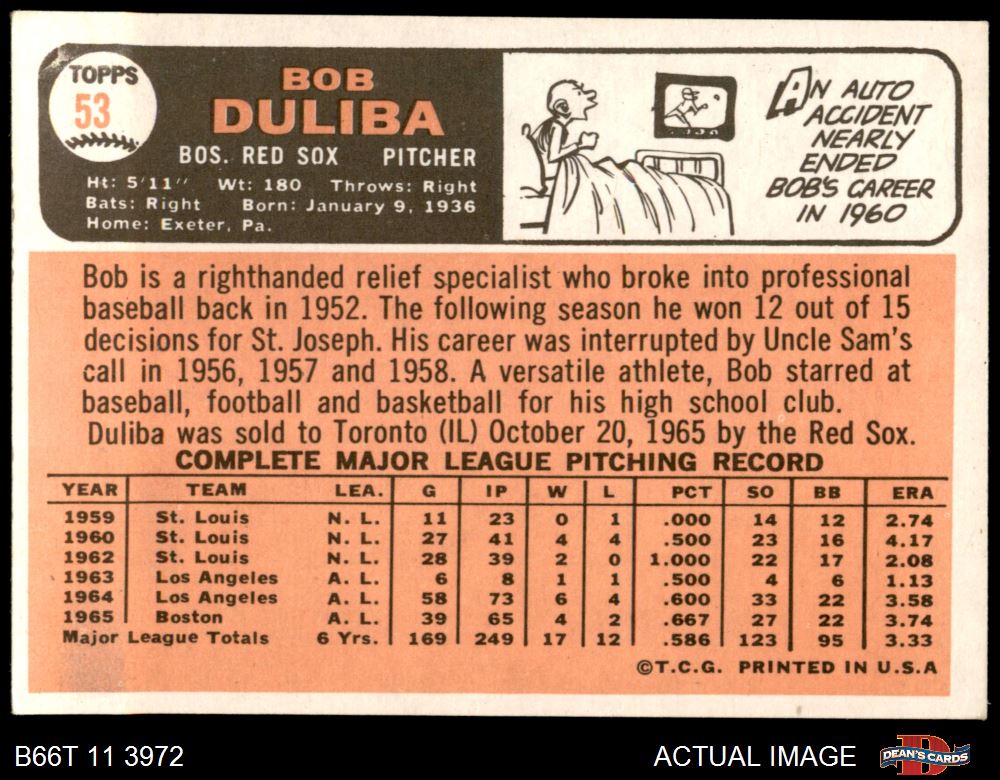 TOPPS
53
BOB
DULIBA
BOS. RED SOX PITCHER
Ht: 5'11" Wt: 180 Throws: Right
Bats: Right Born: January 9, 1936
Home: Exeter, Pa.
AN AUTO
ACCIDENT
NEARLY
ENDED
BOB'S CAREER
IN 1960
Bob is a righthanded relief specialist who broke into professional
baseball back in 1952. The following season he won 12 out of 15
decisions for St. Joseph. His career was interrupted by Uncle Sam's
call in 1956, 1957 and 1958. A versatile athlete, Bob starred at
baseball, football and basketball for his high school club.
Duliba was sold to Toronto (IL) October 20, 1965 by the Red Sox.
COMPLETE MAJOR LEAGUE PITCHING RECORD
YEAR TEAM LEA. G IP W L PCT SO BB ERA
1959 St. Louis N. L. 11 23 0 1 .000 14 12 2.74
1960 St. Louis N. L. 27 41 4 4 .500 23 16 4.17
1962 St. Louis N. L. 28 39 2 0 1.000 22 17 2.08
1963 Los Angeles A. L. 6 8 1 1 .500 4 6 1.13
1964 Los Angeles A. L. 58 73 6 4 .600 33 22 3.58
1965 Boston A. L. 39 65 4 2 .667 27 22 3.74
Major League Totals 6 Yrs. 169 249 17 12 .586 123 95 3.33
©T.C.G. PRINTED IN U.S.A
B66T 11 3972 ACTUAL IMAGE DEAN'S CARDS